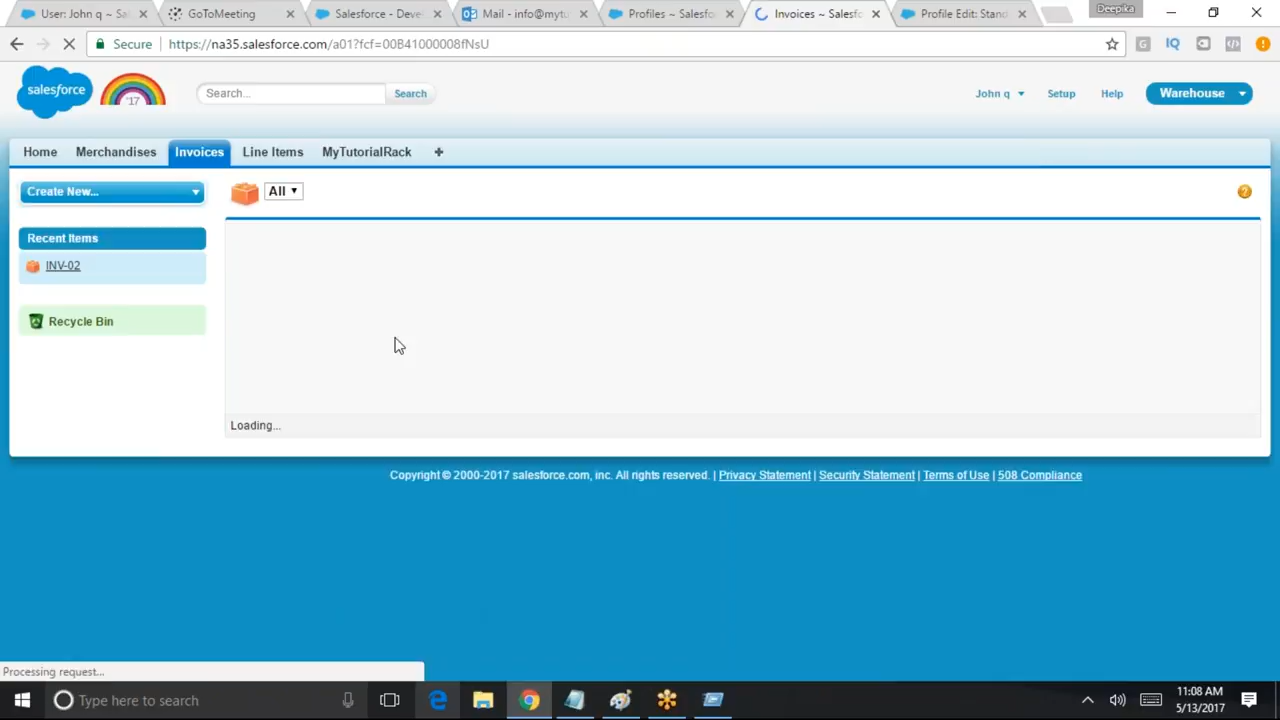 User: John q ~ Sa
GoToMeeting
Salesforce - Deve
Mail - info@mytu
Profiles ~ Salesfo
Invoices ~ Salesfo
Profile Edit: Stand
Deepika
Secure
https://na35.salesforce.com/a01?fcf=00B41000008fNsU
salesforce
'17
Search...
Search
John q
Setup
Help
Warehouse
Home
Merchandises
Invoices
Line Items
MyTutorialRack
+
Create New...
All
Recent Items
INV-02
Recycle Bin
Loading...
Copyright © 2000-2017 salesforce.com, inc. All rights reserved. | Privacy Statement | Security Statement | Terms of Use | 508 Compliance
Processing request...
Type here to search
11:08 AM
5/13/2017